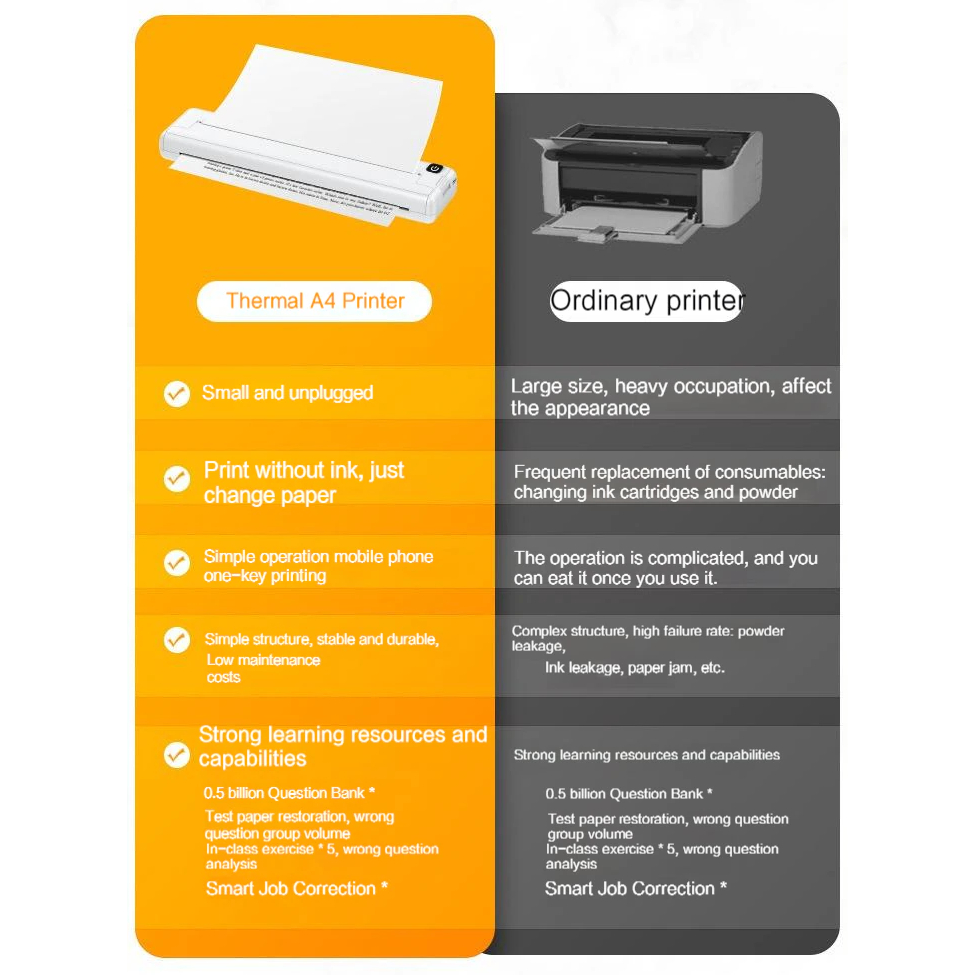 Thermal A4 Printer
Small and unplugged
Print without ink, just
change paper
Simple operation mobile phone
one-key printing
Simple structure, stable and durable,
Low maintenance
costs
Strong learning resources and
capabilities
0.5 billion Question Bank *
Test paper restoration, wrong
question group volume
In-class exercise * 5, wrong question
analysis
Smart Job Correction *
Ordinary printer
Large size, heavy occupation, affect
the appearance
Frequent replacement of consumables:
changing ink cartridges and powder
The operation is complicated, and you
can eat it once you use it.
Complex structure, high failure rate: powder
leakage,
Ink leakage, paper jam, etc.
Strong learning resources and capabilities
0.5 billion Question Bank *
Test paper restoration, wrong question
group volume
In-class exercise * 5, wrong question
analysis
Smart Job Correction *